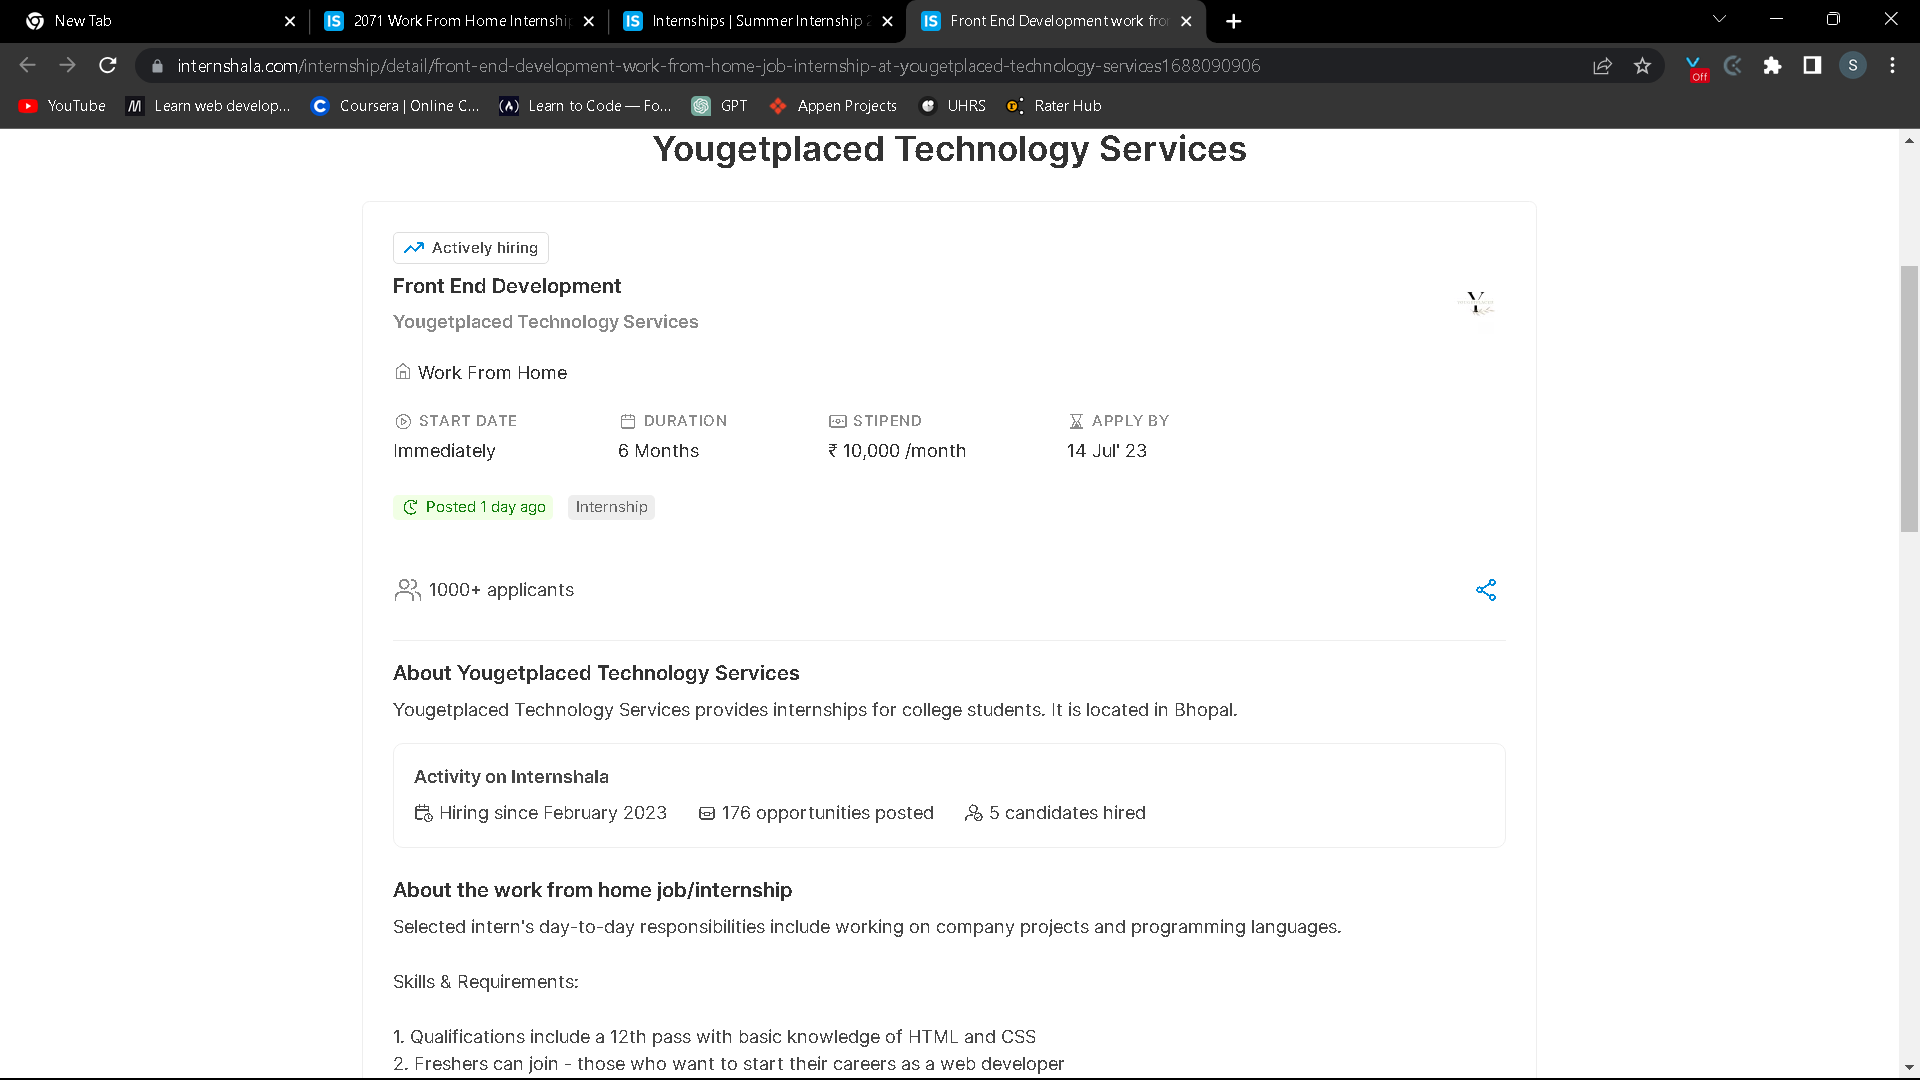 New Tab
2071 Work From Home Internship
Internships | Summer Internship 2
Front End Development work fro
internshala.com/internship/detail/front-end-development-work-from-home-job-internship-at-yougetplaced-technology-services1688090906
Off
S
YouTube
Learn web develop...
Coursera | Online C...
Learn to Code — Fo...
GPT
Appen Projects
UHRS
Rater Hub
Yougetplaced Technology Services
Actively hiring
Front End Development
Yougetplaced Technology Services
Work From Home
START DATE DURATION STIPEND APPLY BY
Immediately 6 Months ₹ 10,000 /month 14 Jul' 23
Posted 1 day ago Internship
1000+ applicants
About Yougetplaced Technology Services
Yougetplaced Technology Services provides internships for college students. It is located in Bhopal.
Activity on Internshala
Hiring since February 2023 176 opportunities posted 5 candidates hired
About the work from home job/internship
Selected intern's day-to-day responsibilities include working on company projects and programming languages.
Skills & Requirements:
1. Qualifications include a 12th pass with basic knowledge of HTML and CSS
2. Freshers can join - those who want to start their careers as a web developer